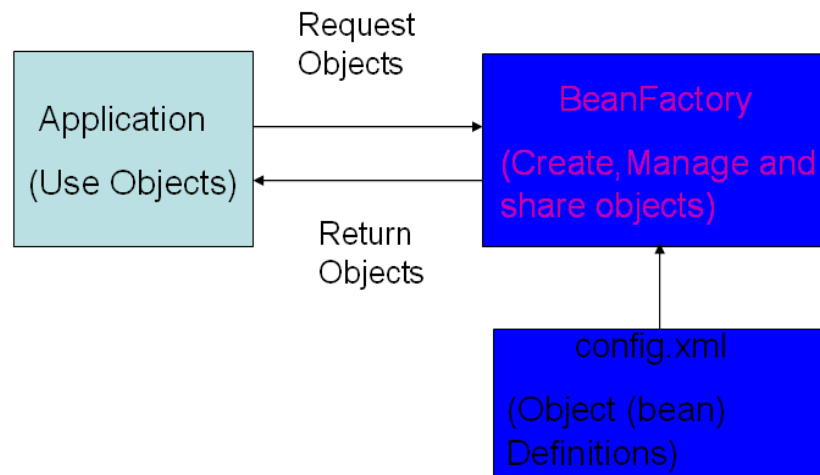 Request
Objects
Application
(Use Objects)
BeanFactory
(Create,Manage and
share objects)
Return
Objects
config.xml
(Object (bean)
Definitions)